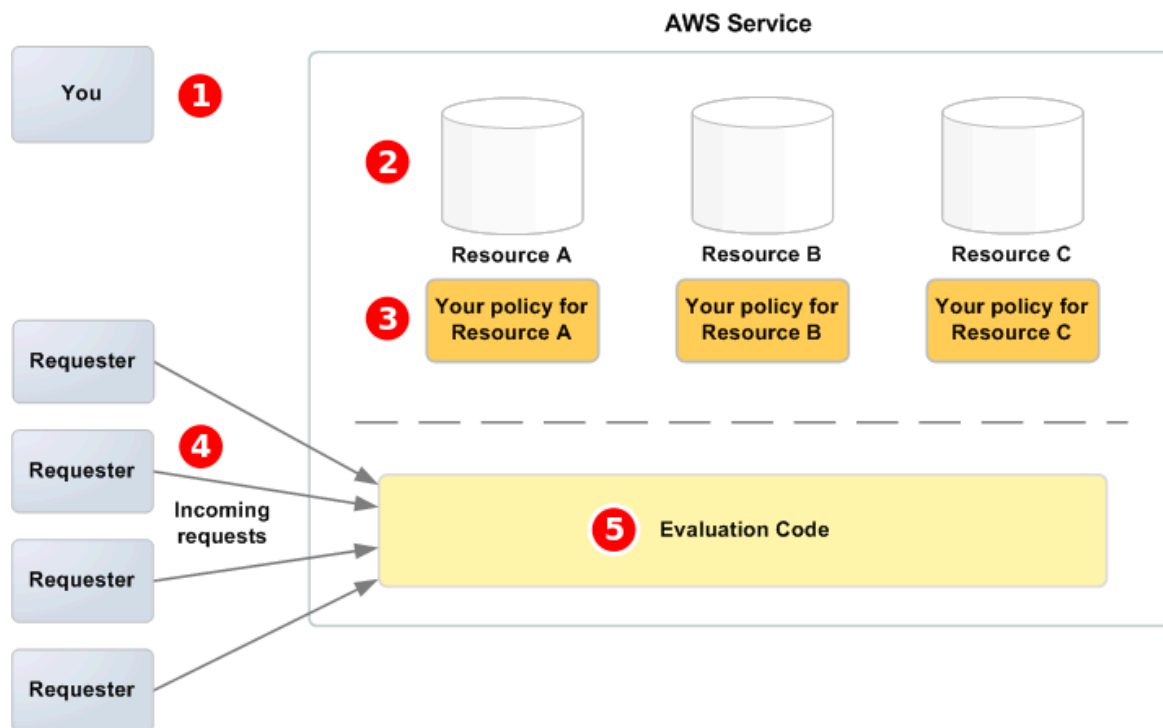 AWS Service
You
1
2
Resource A
Resource B
Resource C
3
Your policy for
Resource A
Your policy for
Resource B
Your policy for
Resource C
Requester
4
Requester
Incoming
requests
5
Evaluation Code
Requester
Requester